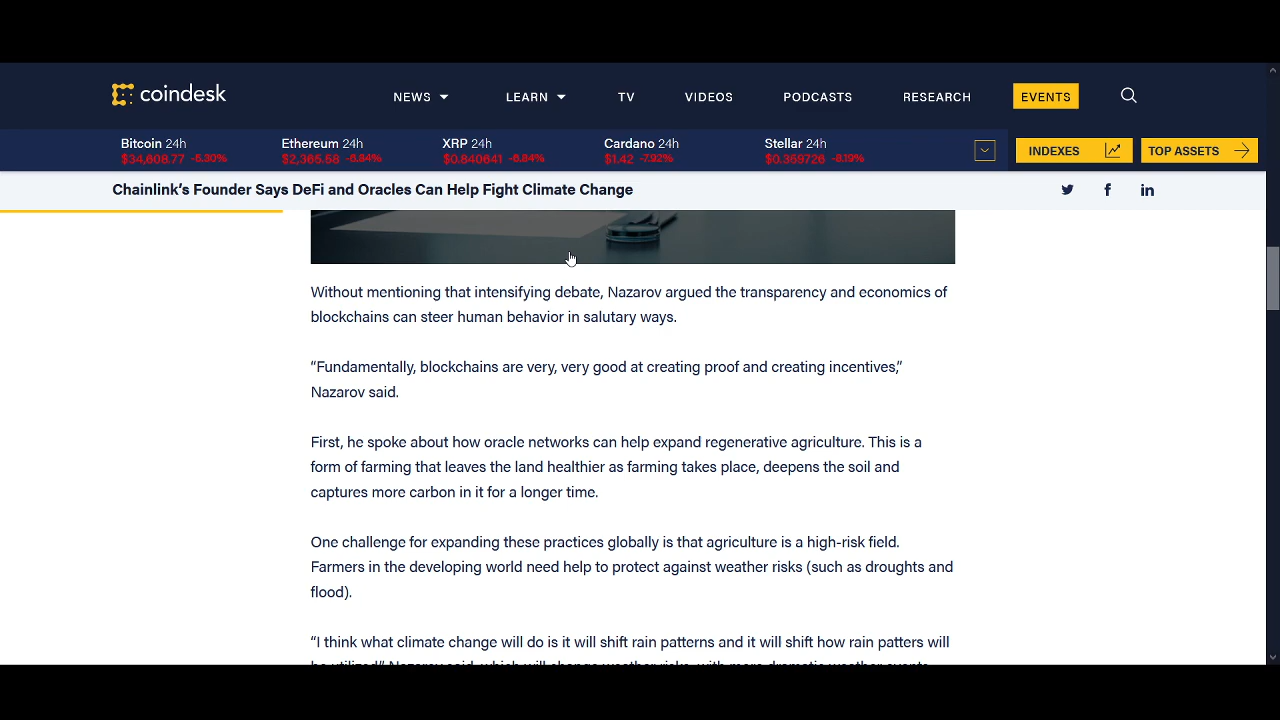 coindesk
NEWS
LEARN
TV
VIDEOS
PODCASTS
RESEARCH
EVENTS
Bitcoin 24h
$34,608.77 -5.30%
Ethereum 24h
$2,365.58 -6.84%
XRP 24h
$0.840641 -6.84%
Cardano 24h
$1.42 -7.92%
Stellar 24h
$0.359726 -8.19%
INDEXES
TOP ASSETS
Chainlink's Founder Says DeFi and Oracles Can Help Fight Climate Change
Without mentioning that intensifying debate, Nazarov argued the transparency and economics of
blockchains can steer human behavior in salutary ways.
“Fundamentally, blockchains are very, very good at creating proof and creating incentives,”
Nazarov said.
First, he spoke about how oracle networks can help expand regenerative agriculture. This is a
form of farming that leaves the land healthier as farming takes place, deepens the soil and
captures more carbon in it for a longer time.
One challenge for expanding these practices globally is that agriculture is a high-risk field.
Farmers in the developing world need help to protect against weather risks (such as droughts and
flood).
“I think what climate change will do is it will shift rain patterns and it will shift how rain patters will